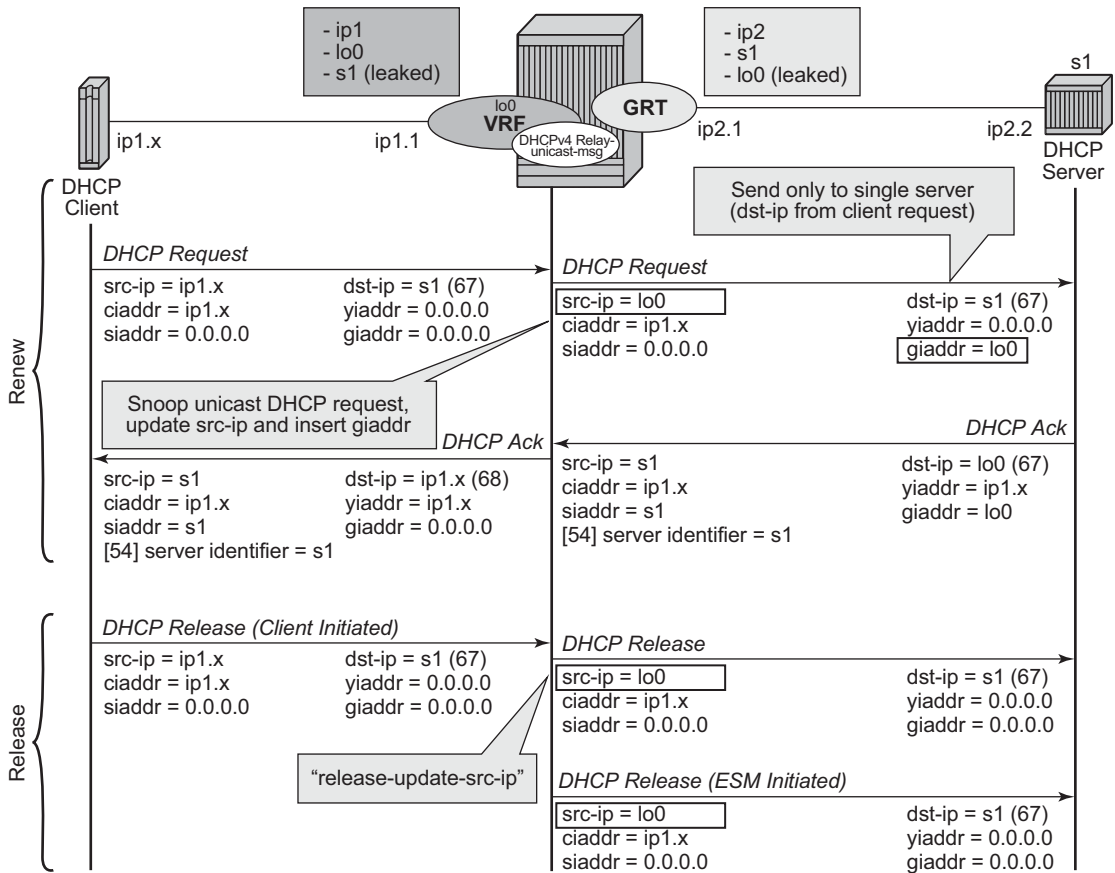 - ip1
- lo0
- s1 (leaked)
- ip2
- s1
- lo0 (leaked)
s1
lo0
VRF
GRT
DHCPv4 Relay-
unicast-msg
ip1.x
ip1.1
ip2.1
ip2.2
DHCP
Client
DHCP
Server
Send only to single server
(dst-ip from client request)
Renew
DHCP Request
src-ip = ip1.x dst-ip = s1 (67)
ciaddr = ip1.x yiaddr = 0.0.0.0
siaddr = 0.0.0.0 giaddr = 0.0.0.0
DHCP Request
src-ip = lo0 dst-ip = s1 (67)
ciaddr = ip1.x yiaddr = 0.0.0.0
siaddr = 0.0.0.0 giaddr = lo0
Snoop unicast DHCP request,
update src-ip and insert giaddr
DHCP Ack
src-ip = s1 dst-ip = ip1.x (68)
ciaddr = ip1.x yiaddr = ip1.x
siaddr = s1 giaddr = 0.0.0.0
[54] server identifier = s1
DHCP Ack
src-ip = s1 dst-ip = lo0 (67)
ciaddr = ip1.x yiaddr = ip1.x
siaddr = s1 giaddr = lo0
[54] server identifier = s1
Release
DHCP Release (Client Initiated)
src-ip = ip1.x dst-ip = s1 (67)
ciaddr = ip1.x yiaddr = 0.0.0.0
siaddr = 0.0.0.0 giaddr = 0.0.0.0
DHCP Release
src-ip = lo0 dst-ip = s1 (67)
ciaddr = ip1.x yiaddr = 0.0.0.0
siaddr = 0.0.0.0 giaddr = 0.0.0.0
“release-update-src-ip”
DHCP Release (ESM Initiated)
src-ip = lo0 dst-ip = s1 (67)
ciaddr = ip1.x yiaddr = 0.0.0.0
siaddr = 0.0.0.0 giaddr = 0.0.0.0